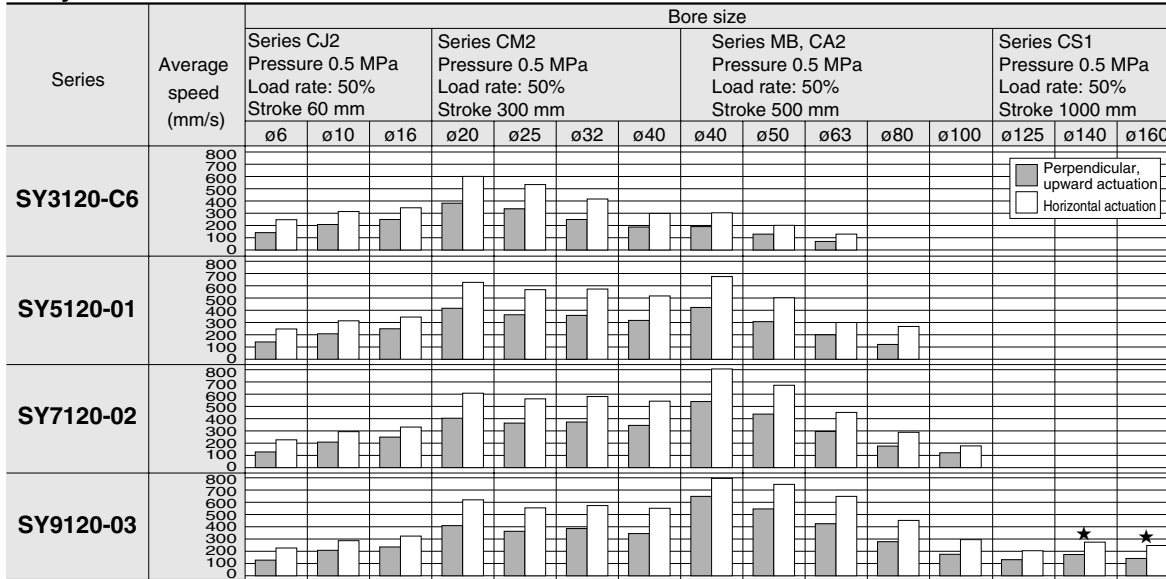 Bore size
Series
Average
speed
(mm/s)
Series CJ2
Pressure 0.5 MPa
Load rate: 50%
Stroke 60 mm
Series CM2
Pressure 0.5 MPa
Load rate: 50%
Stroke 300 mm
Series MB, CA2
Pressure 0.5 MPa
Load rate: 50%
Stroke 500 mm
Series CS1
Pressure 0.5 MPa
Load rate: 50%
Stroke 1000 mm
ø6 ø10 ø16 ø20 ø25 ø32 ø40 ø40 ø50 ø63 ø80 ø100 ø125 ø140 ø160
SY3120-C6
800
700
600
500
400
300
200
100
0
Perpendicular,
upward actuation
Horizontal actuation
SY5120-01
800
700
600
500
400
300
200
100
0
SY7120-02
800
700
600
500
400
300
200
100
0
SY9120-03
800
700
600
500
400
300
200
100
0
★ ★